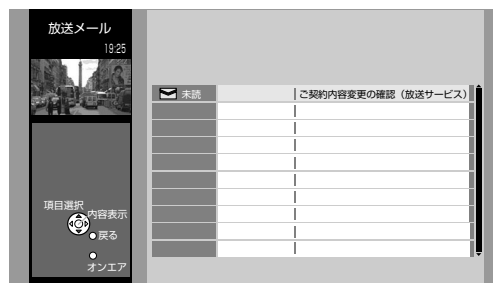 放送メール
19:25
未読
ご契約内容変更の確認（放送サービス）
項目選択
内容表示
戻る
オンエア